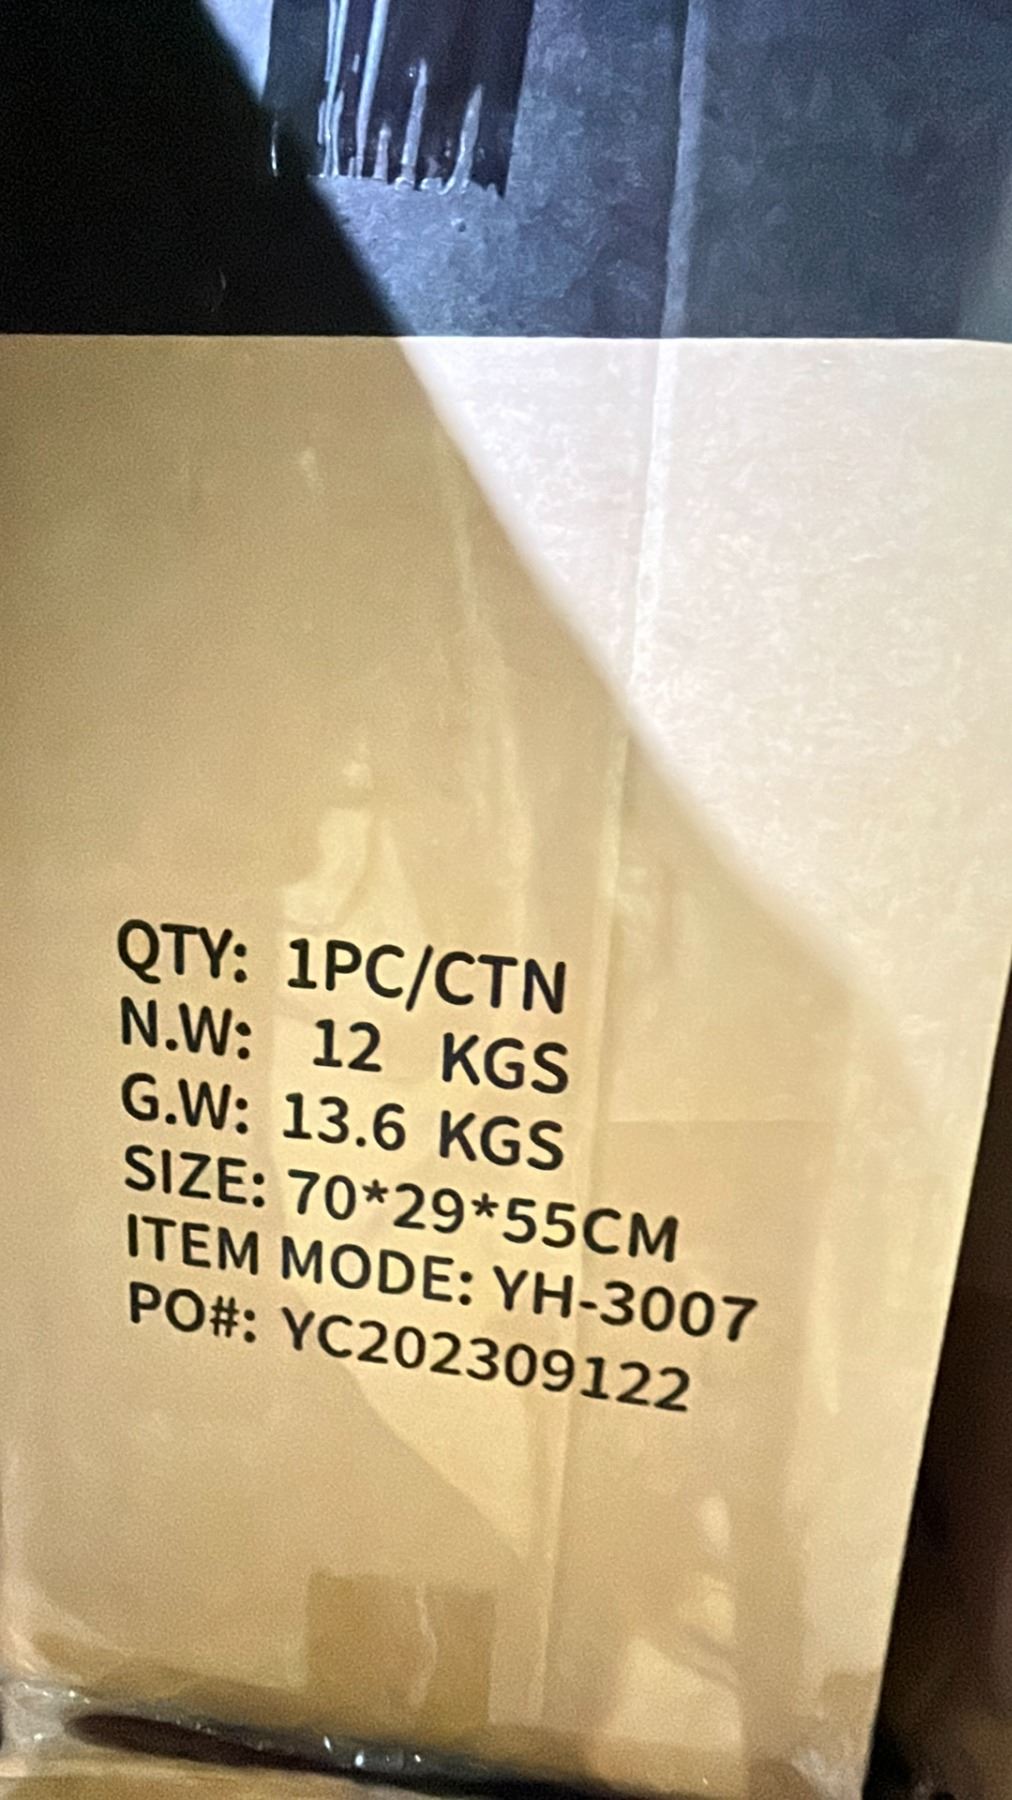 QTY: 1PC/CTN
N.W: 12 KGS
G.W: 13.6 KGS
SIZE: 70*29*55CM
ITEM MODE: YH-3007
PO#: YC202309122